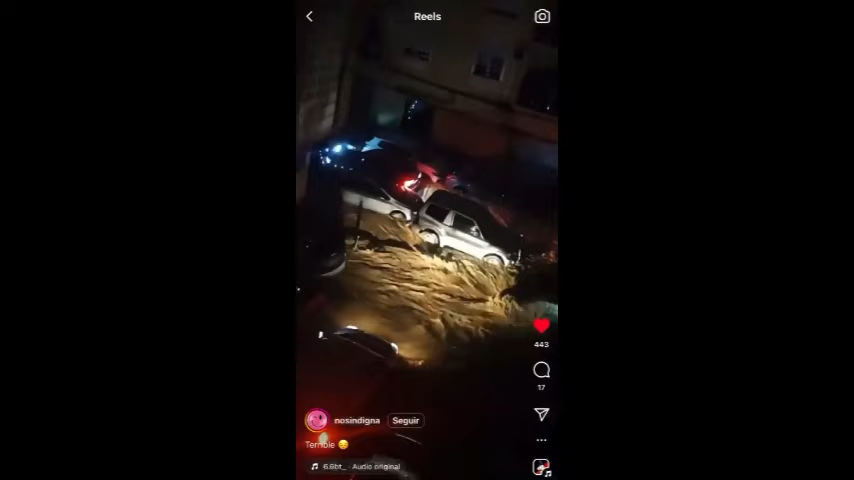 Reels
443
17
nosindigna Seguir
Terrible
Audio original